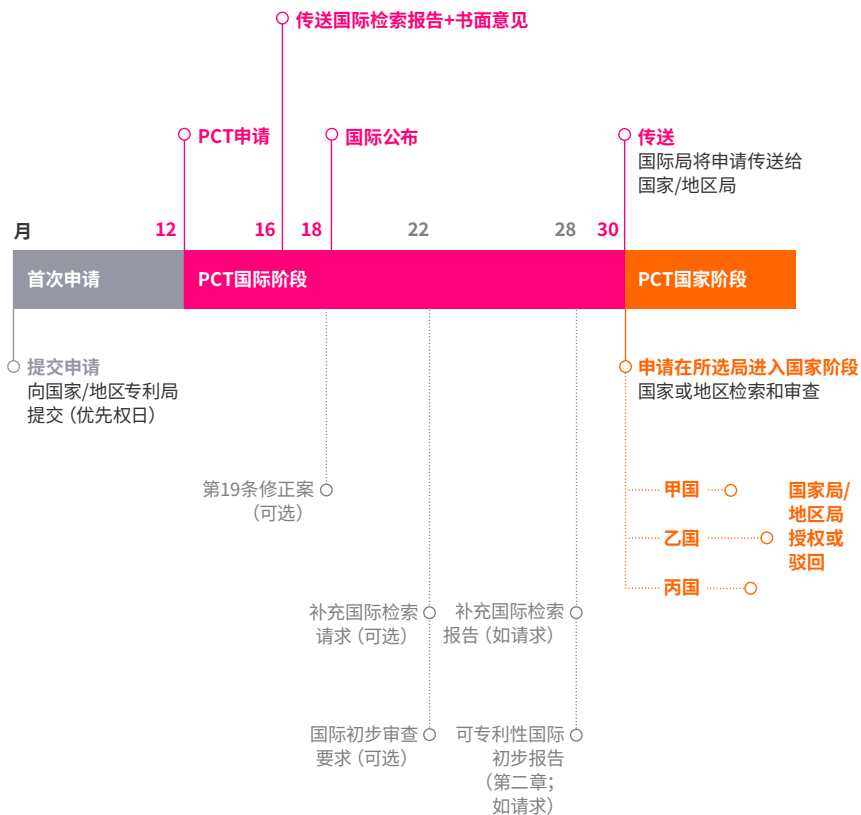 传送国际检索报告+书面意见
PCT申请
国际公布
传送
国际局将申请传送给
国家/地区局
月
12
16
18
22
28
30
首次申请
PCT国际阶段
PCT国家阶段
提交申请
向国家/地区专利局
提交（优先权日）
申请在所选局进入国家阶段
国家或地区检索和审查
第19条修正案
（可选）
甲国
乙国
丙国
国家局/
地区局
授权或
驳回
补充国际检索
请求（可选）
补充国际检索
报告（如请求）
国际初步审查
要求（可选）
可专利性国际
初步报告
（第二章；
如请求）